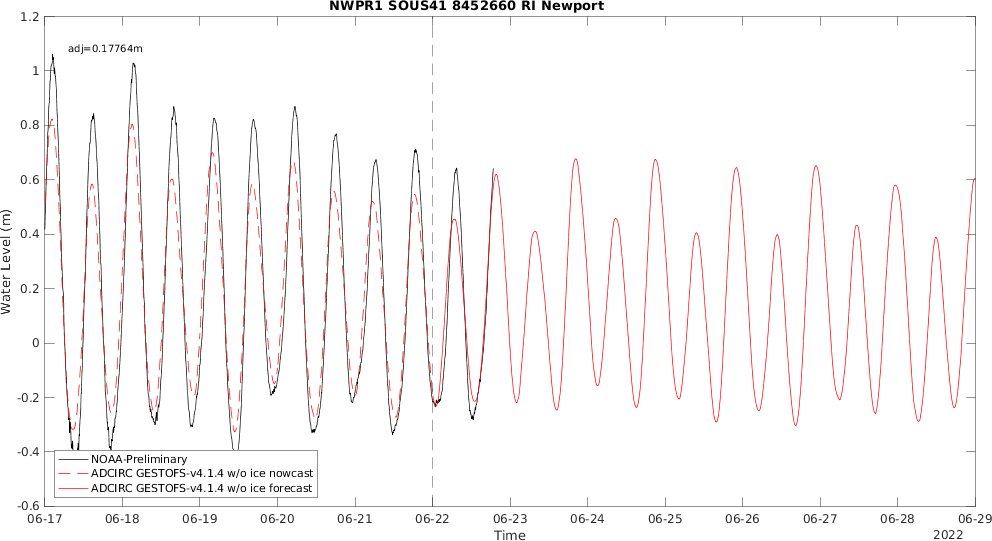 NWPR1 SOUS41 8452660 RI Newport
1.2
adj=0.17764m
1
0.8
0.6
0.4
0.2
0
-0.2
-0.4
-0.6
Water Level (m)
NOAA-Preliminary
ADCIRC GESTOFS-v4.1.4 w/o ice nowcast
ADCIRC GESTOFS-v4.1.4 w/o ice forecast
06-17 06-18 06-19 06-20 06-21 06-22 06-23 06-24 06-25 06-26 06-27 06-28 06-29
Time
2022